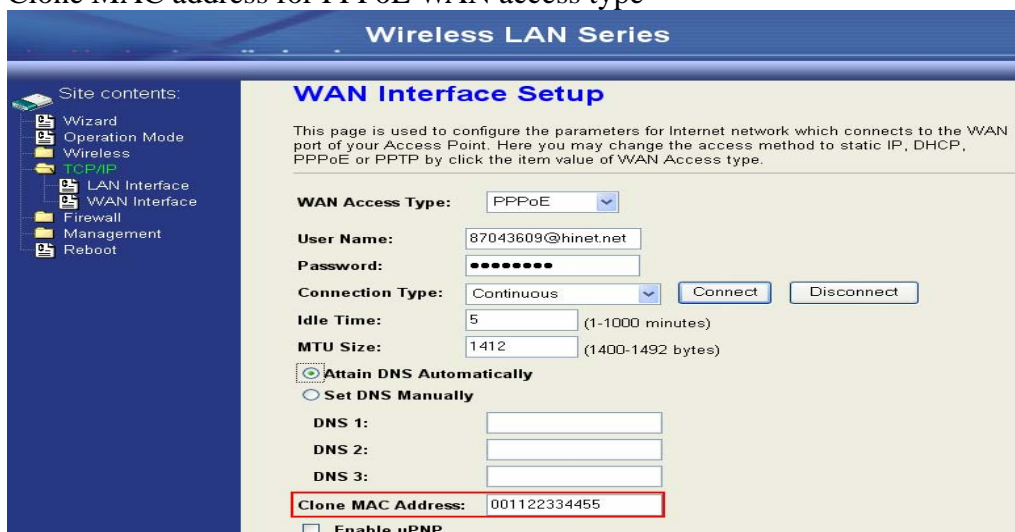 Clone MAC address for PPPoE WAN access type
Wireless LAN Series
Site contents:
Wizard
Operation Mode
Wireless
TCP/IP
LAN Interface
WAN Interface
Firewall
Management
Reboot
WAN Interface Setup
This page is used to configure the parameters for Internet network which connects to the WAN
port of your Access Point. Here you may change the access method to static IP, DHCP,
PPPoE or PPTP by click the item value of WAN Access type.
WAN Access Type: PPPoE
User Name: 87043609@hinet.net
Password: ●●●●●●●●
Connection Type: Continuous Connect Disconnect
Idle Time: 5 (1-1000 minutes)
MTU Size: 1412 (1400-1492 bytes)
Attain DNS Automatically
Set DNS Manually
DNS 1:
DNS 2:
DNS 3:
Clone MAC Address: 001122334455
Enable uPNP